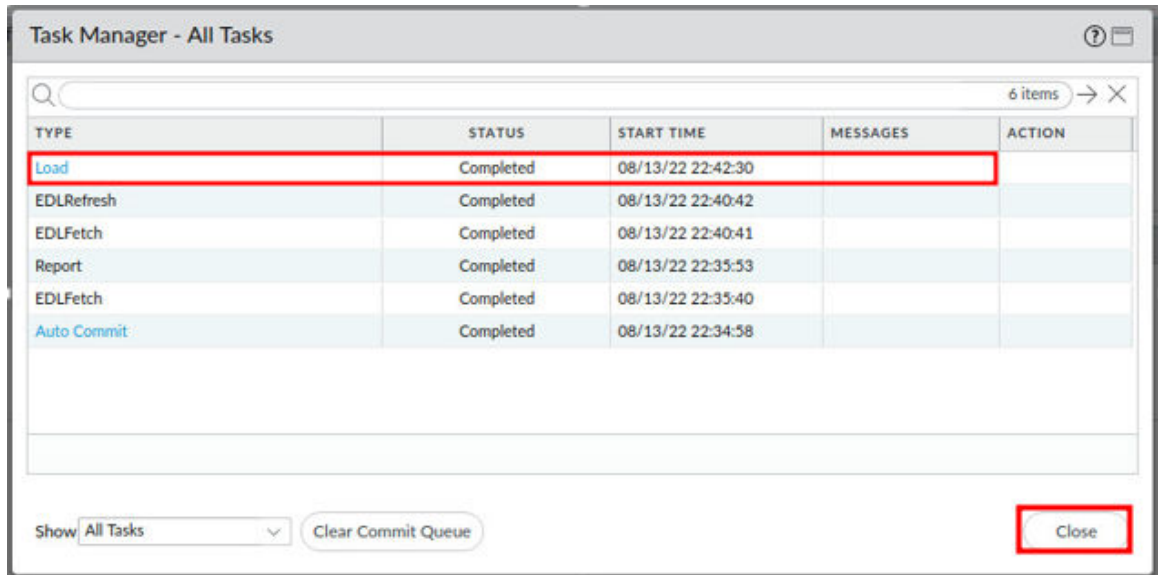 Task Manager - All Tasks
6 items
TYPE STATUS START TIME MESSAGES ACTION
Load Completed 08/13/22 22:42:30
EDLRefresh Completed 08/13/22 22:40:42
EDLFetch Completed 08/13/22 22:40:41
Report Completed 08/13/22 22:35:53
EDLFetch Completed 08/13/22 22:35:40
Auto Commit Completed 08/13/22 22:34:58
Show All Tasks Clear Commit Queue Close